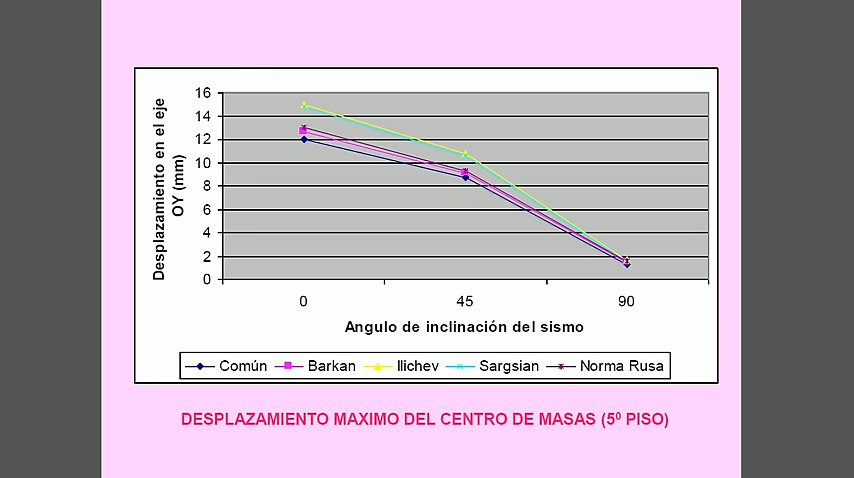 Desplazamiento en el eje
OY (mm)
16
14
12
10
8
6
4
2
0
0 45 90
Angulo de inclinación del sismo
Común Barkan Ilichev Sargsian Norma Rusa
DESPLAZAMIENTO MAXIMO DEL CENTRO DE MASAS (5⁰ PISO)